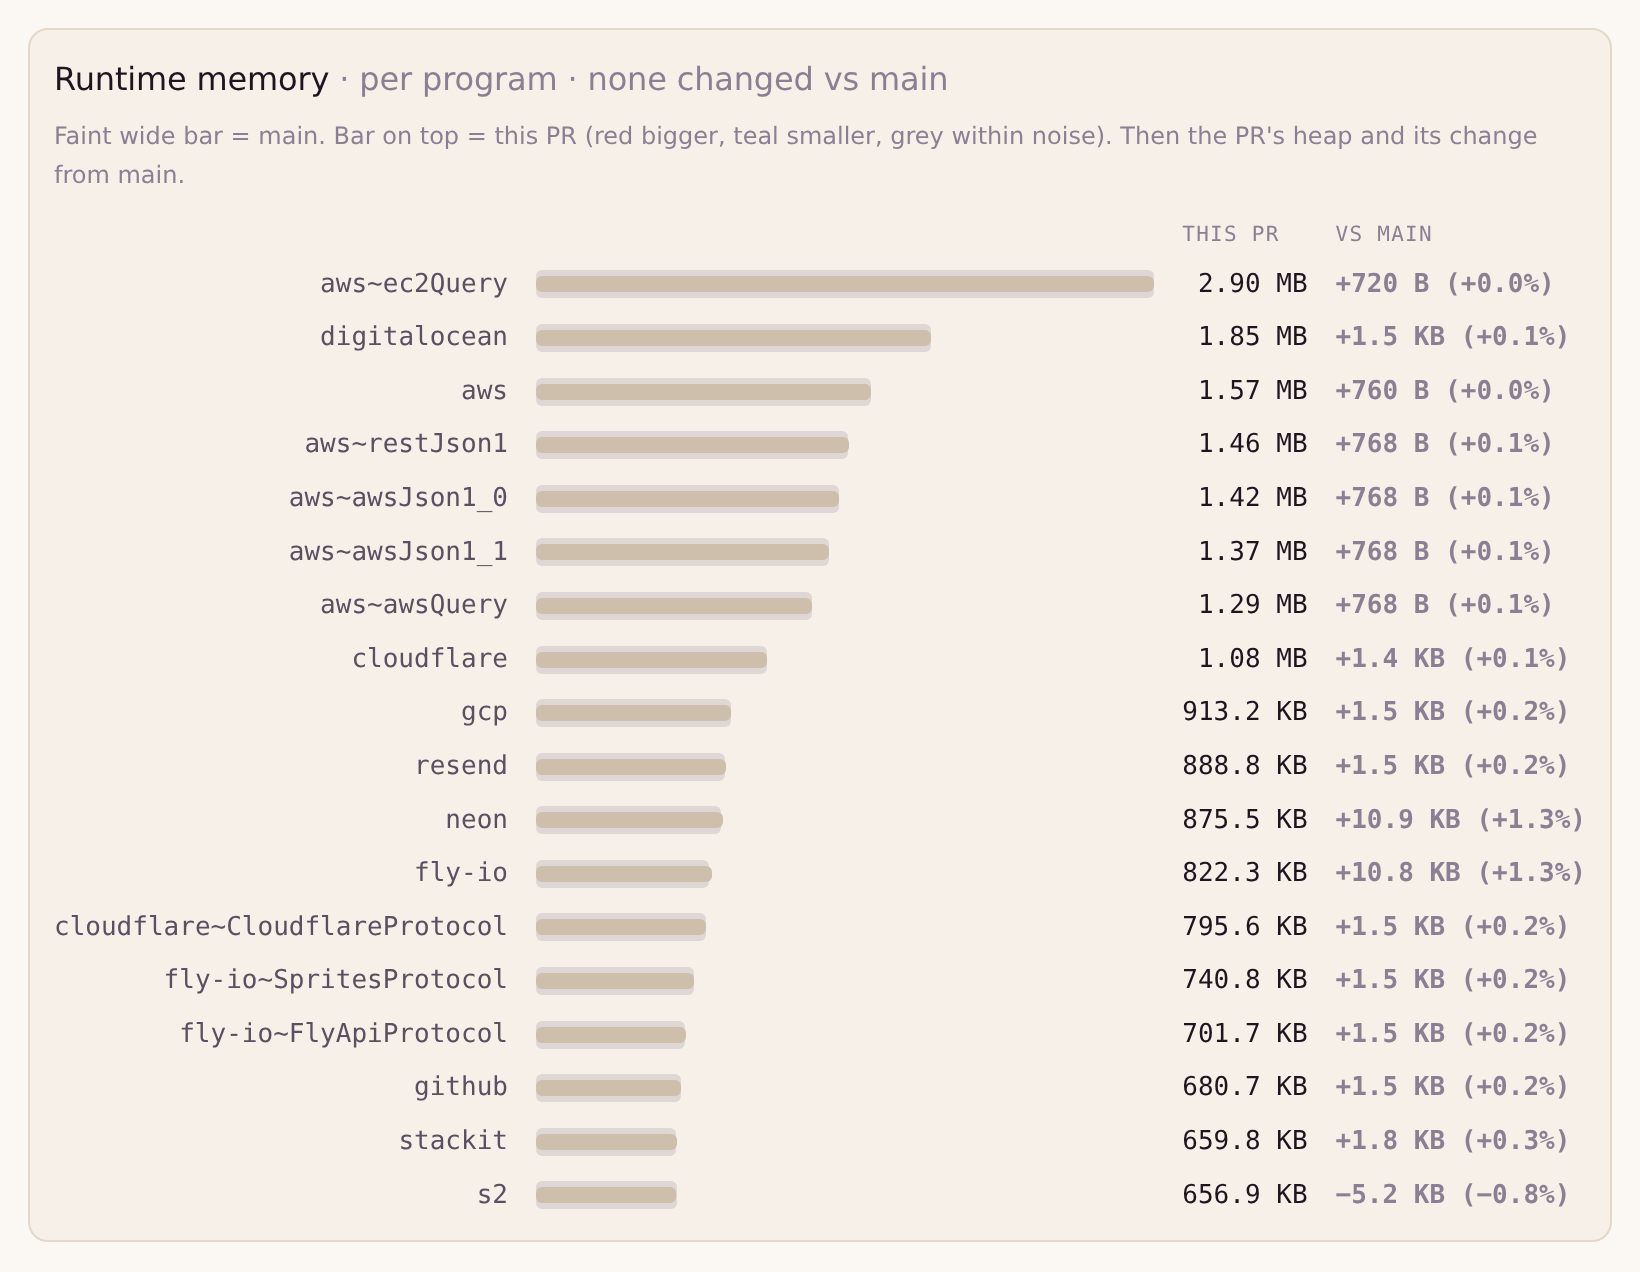 Runtime memory · per program · none changed vs main
Faint wide bar = main. Bar on top = this PR (red bigger, teal smaller, grey within noise). Then the PR's heap and its change
from main.
THIS PR VS MAIN
aws~ec2Query 2.90 MB +720 B (+0.0%)
digitalocean 1.85 MB +1.5 KB (+0.1%)
aws 1.57 MB +760 B (+0.0%)
aws~restJson1 1.46 MB +768 B (+0.1%)
aws~awsJson1_0 1.42 MB +768 B (+0.1%)
aws~awsJson1_1 1.37 MB +768 B (+0.1%)
aws~awsQuery 1.29 MB +768 B (+0.1%)
cloudflare 1.08 MB +1.4 KB (+0.1%)
gcp 913.2 KB +1.5 KB (+0.2%)
resend 888.8 KB +1.5 KB (+0.2%)
neon 875.5 KB +10.9 KB (+1.3%)
fly-io 822.3 KB +10.8 KB (+1.3%)
cloudflare~CloudflareProtocol 795.6 KB +1.5 KB (+0.2%)
fly-io~SpritesProtocol 740.8 KB +1.5 KB (+0.2%)
fly-io~FlyApiProtocol 701.7 KB +1.5 KB (+0.2%)
github 680.7 KB +1.5 KB (+0.2%)
stackit 659.8 KB +1.8 KB (+0.3%)
s2 656.9 KB −5.2 KB (−0.8%)